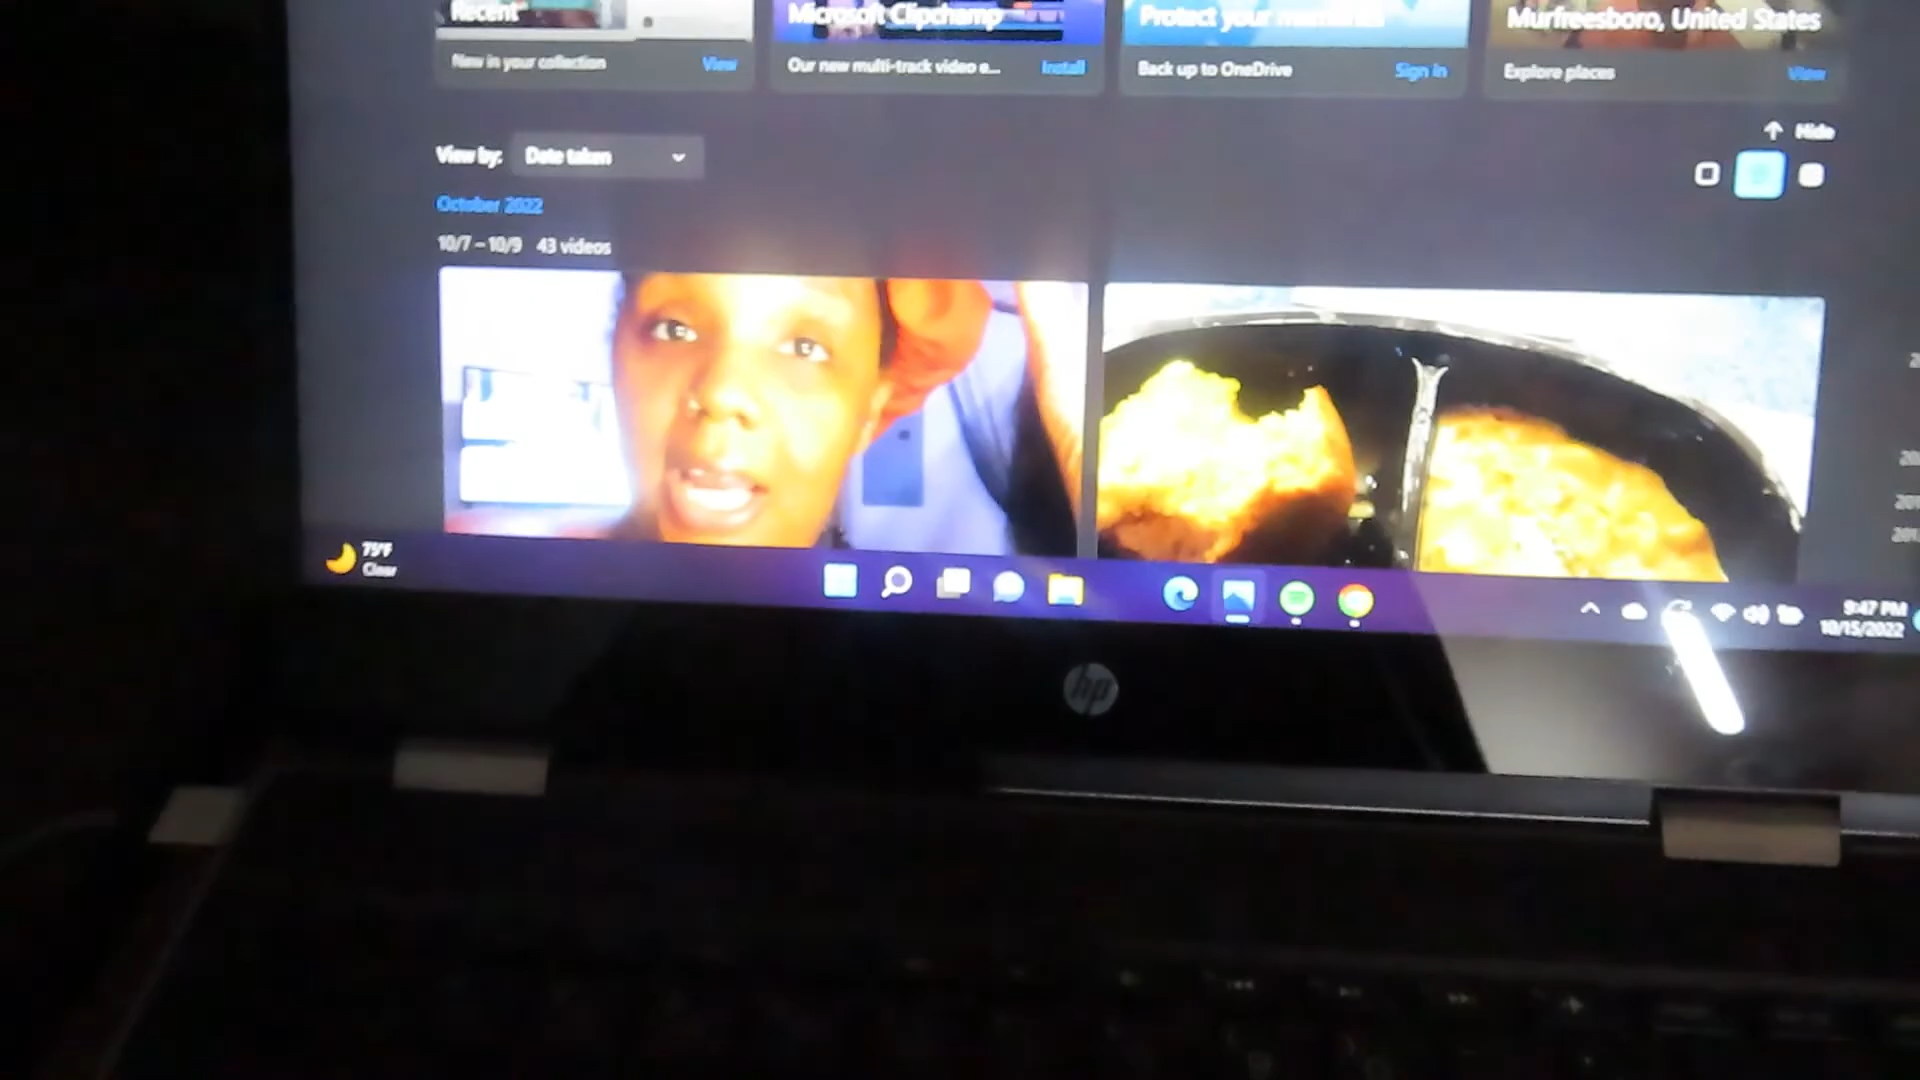 Recent
New in your collection View
Microsoft Clipchamp
Our new multi-track video e... Install
Protect your moments
Back up to OneDrive Sign in
Murfreesboro, United States
Explore places View
Hide
View by: Date taken
October 2022
10/7 – 10/9 43 videos
75°F
Clear
9:47 PM
10/15/2022
hp